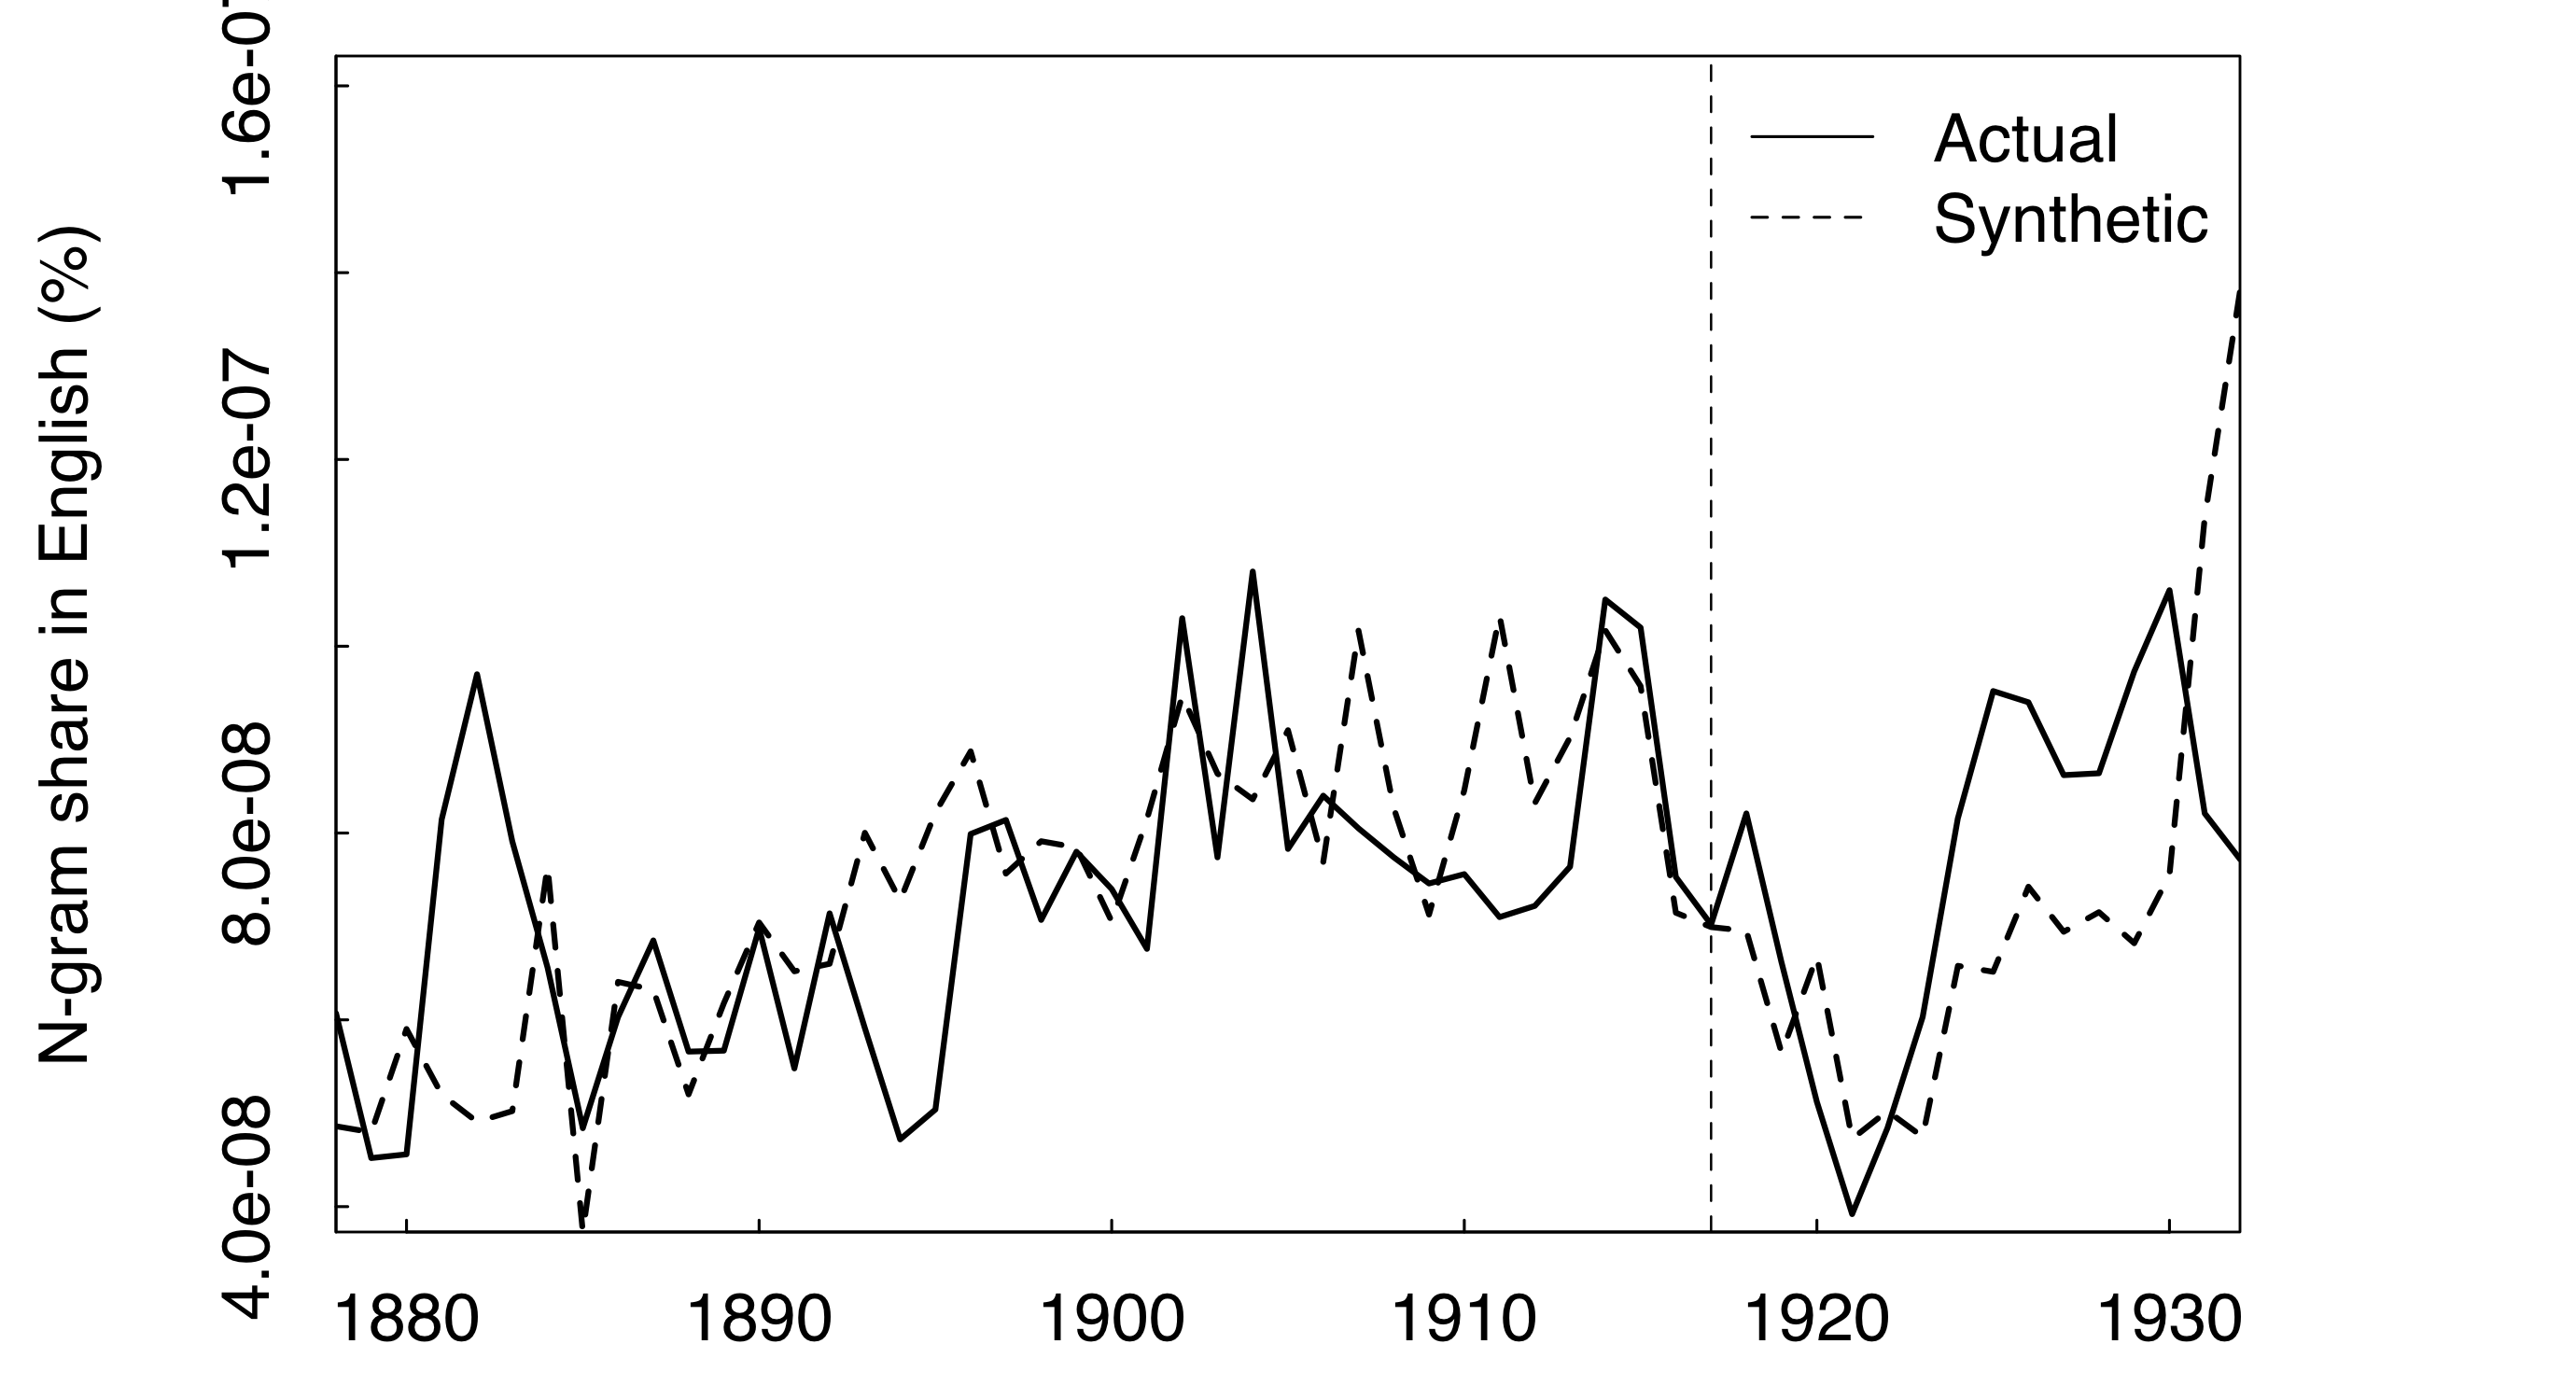 N-gram share in English (%)
1.6e-0
1.2e-07
8.0e-08
4.0e-08
Actual
Synthetic
1880 1890 1900 1910 1920 1930